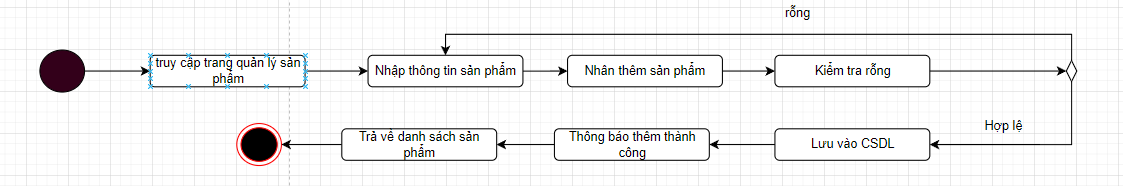 rỗng
truy cập trang quản lý sản
phẩm
Nhập thông tin sản phẩm
Nhân thêm sản phẩm
Kiểm tra rỗng
Hợp lệ
Trả về danh sách sản
phẩm
Thông báo thêm thành
công
Lưu vào CSDL